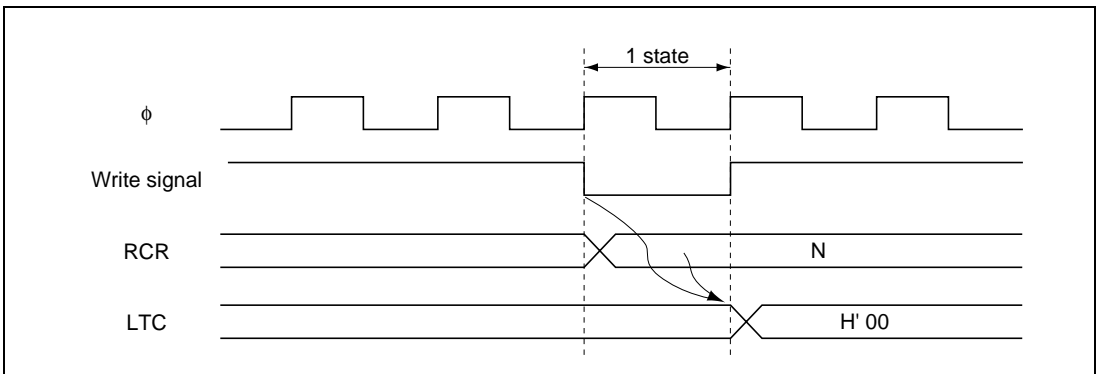 1 state
ϕ
Write signal
RCR
N
LTC
H' 00